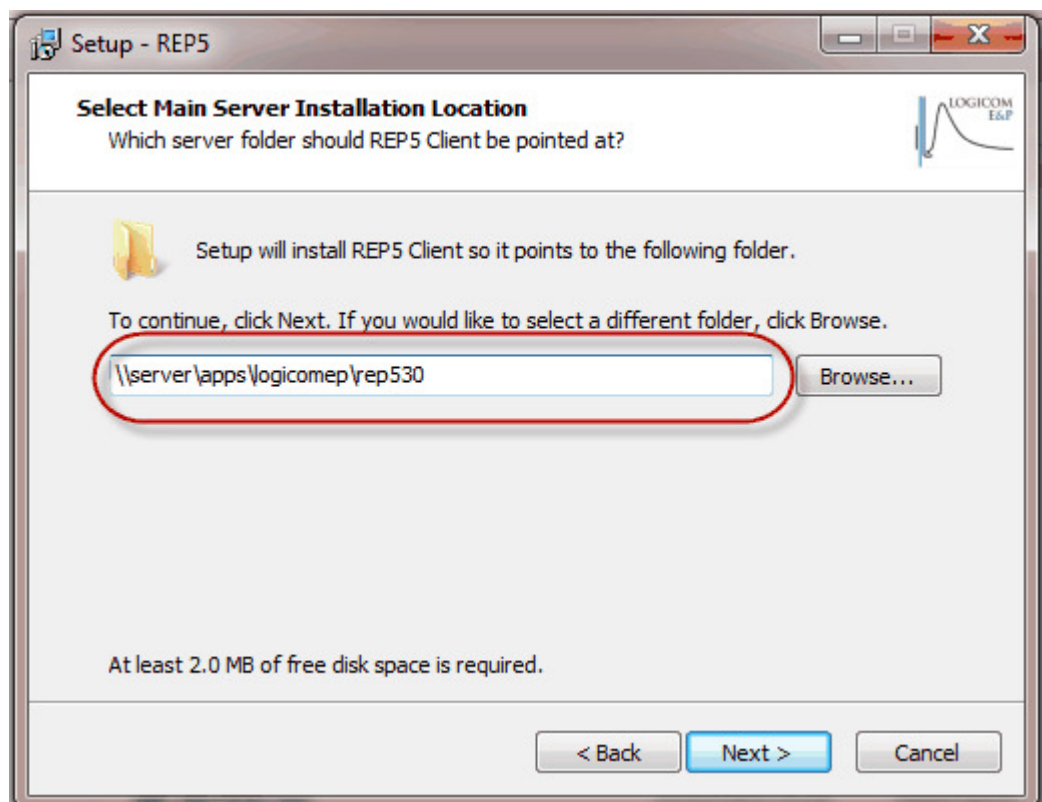 Setup - REP5
Select Main Server Installation Location
Which server folder should REP5 Client be pointed at?
LOGICOM
E&P
Setup will install REP5 Client so it points to the following folder.
To continue, click Next. If you would like to select a different folder, click Browse.
\\server\apps\logicomep\rep530
Browse...
At least 2.0 MB of free disk space is required.
< Back
Next >
Cancel